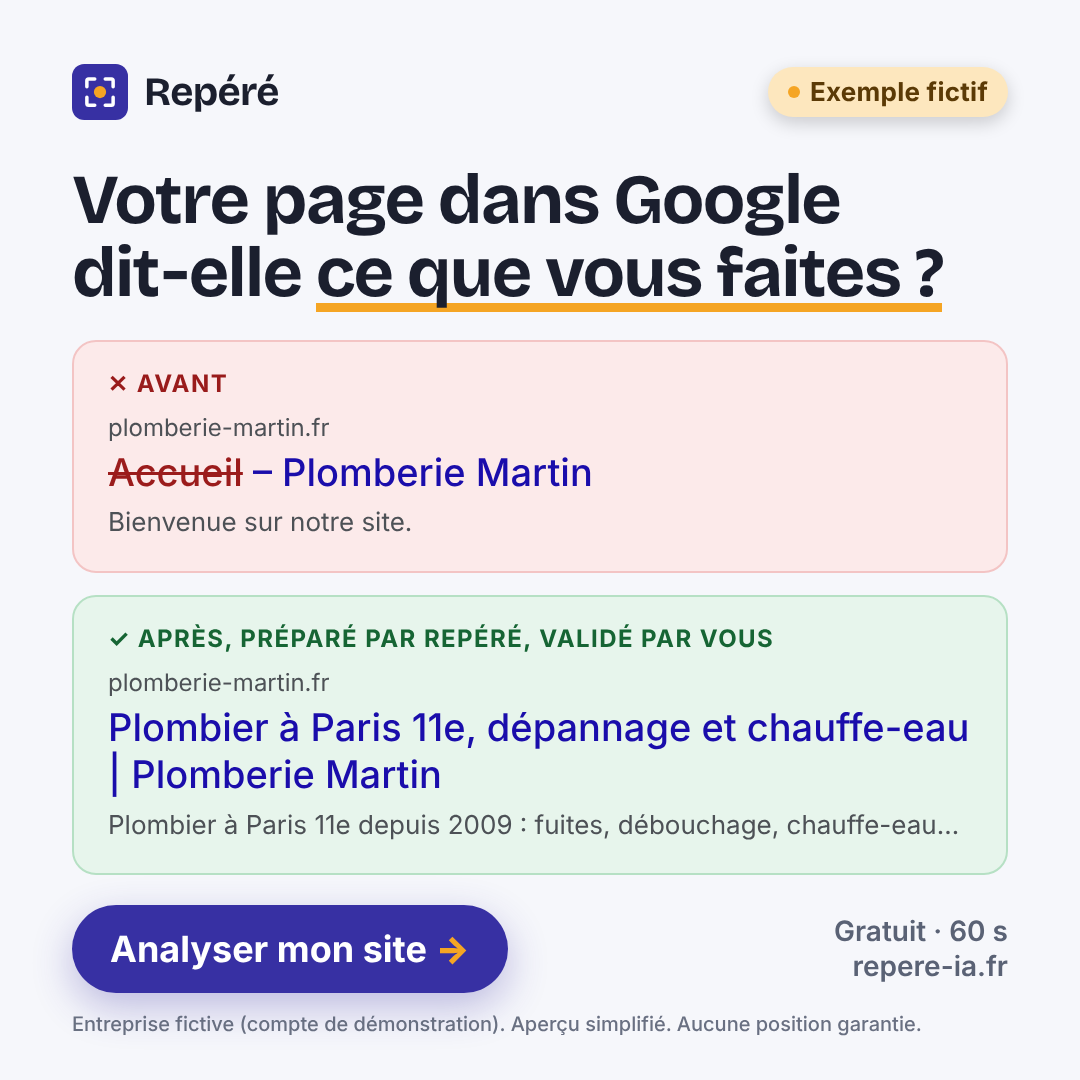 Repéré
Exemple fictif
Votre page dans Google
dit-elle ce que vous faites ?
✕ AVANT
plomberie-martin.fr
Accueil – Plomberie Martin
Bienvenue sur notre site.
✓ APRÈS, PRÉPARÉ PAR REPÉRÉ, VALIDÉ PAR VOUS
plomberie-martin.fr
Plombier à Paris 11e, dépannage et chauffe-eau
| Plomberie Martin
Plombier à Paris 11e depuis 2009 : fuites, débouchage, chauffe-eau...
Analyser mon site →
Gratuit · 60 s
repere-ia.fr
Entreprise fictive (compte de démonstration). Aperçu simplifié. Aucune position garantie.